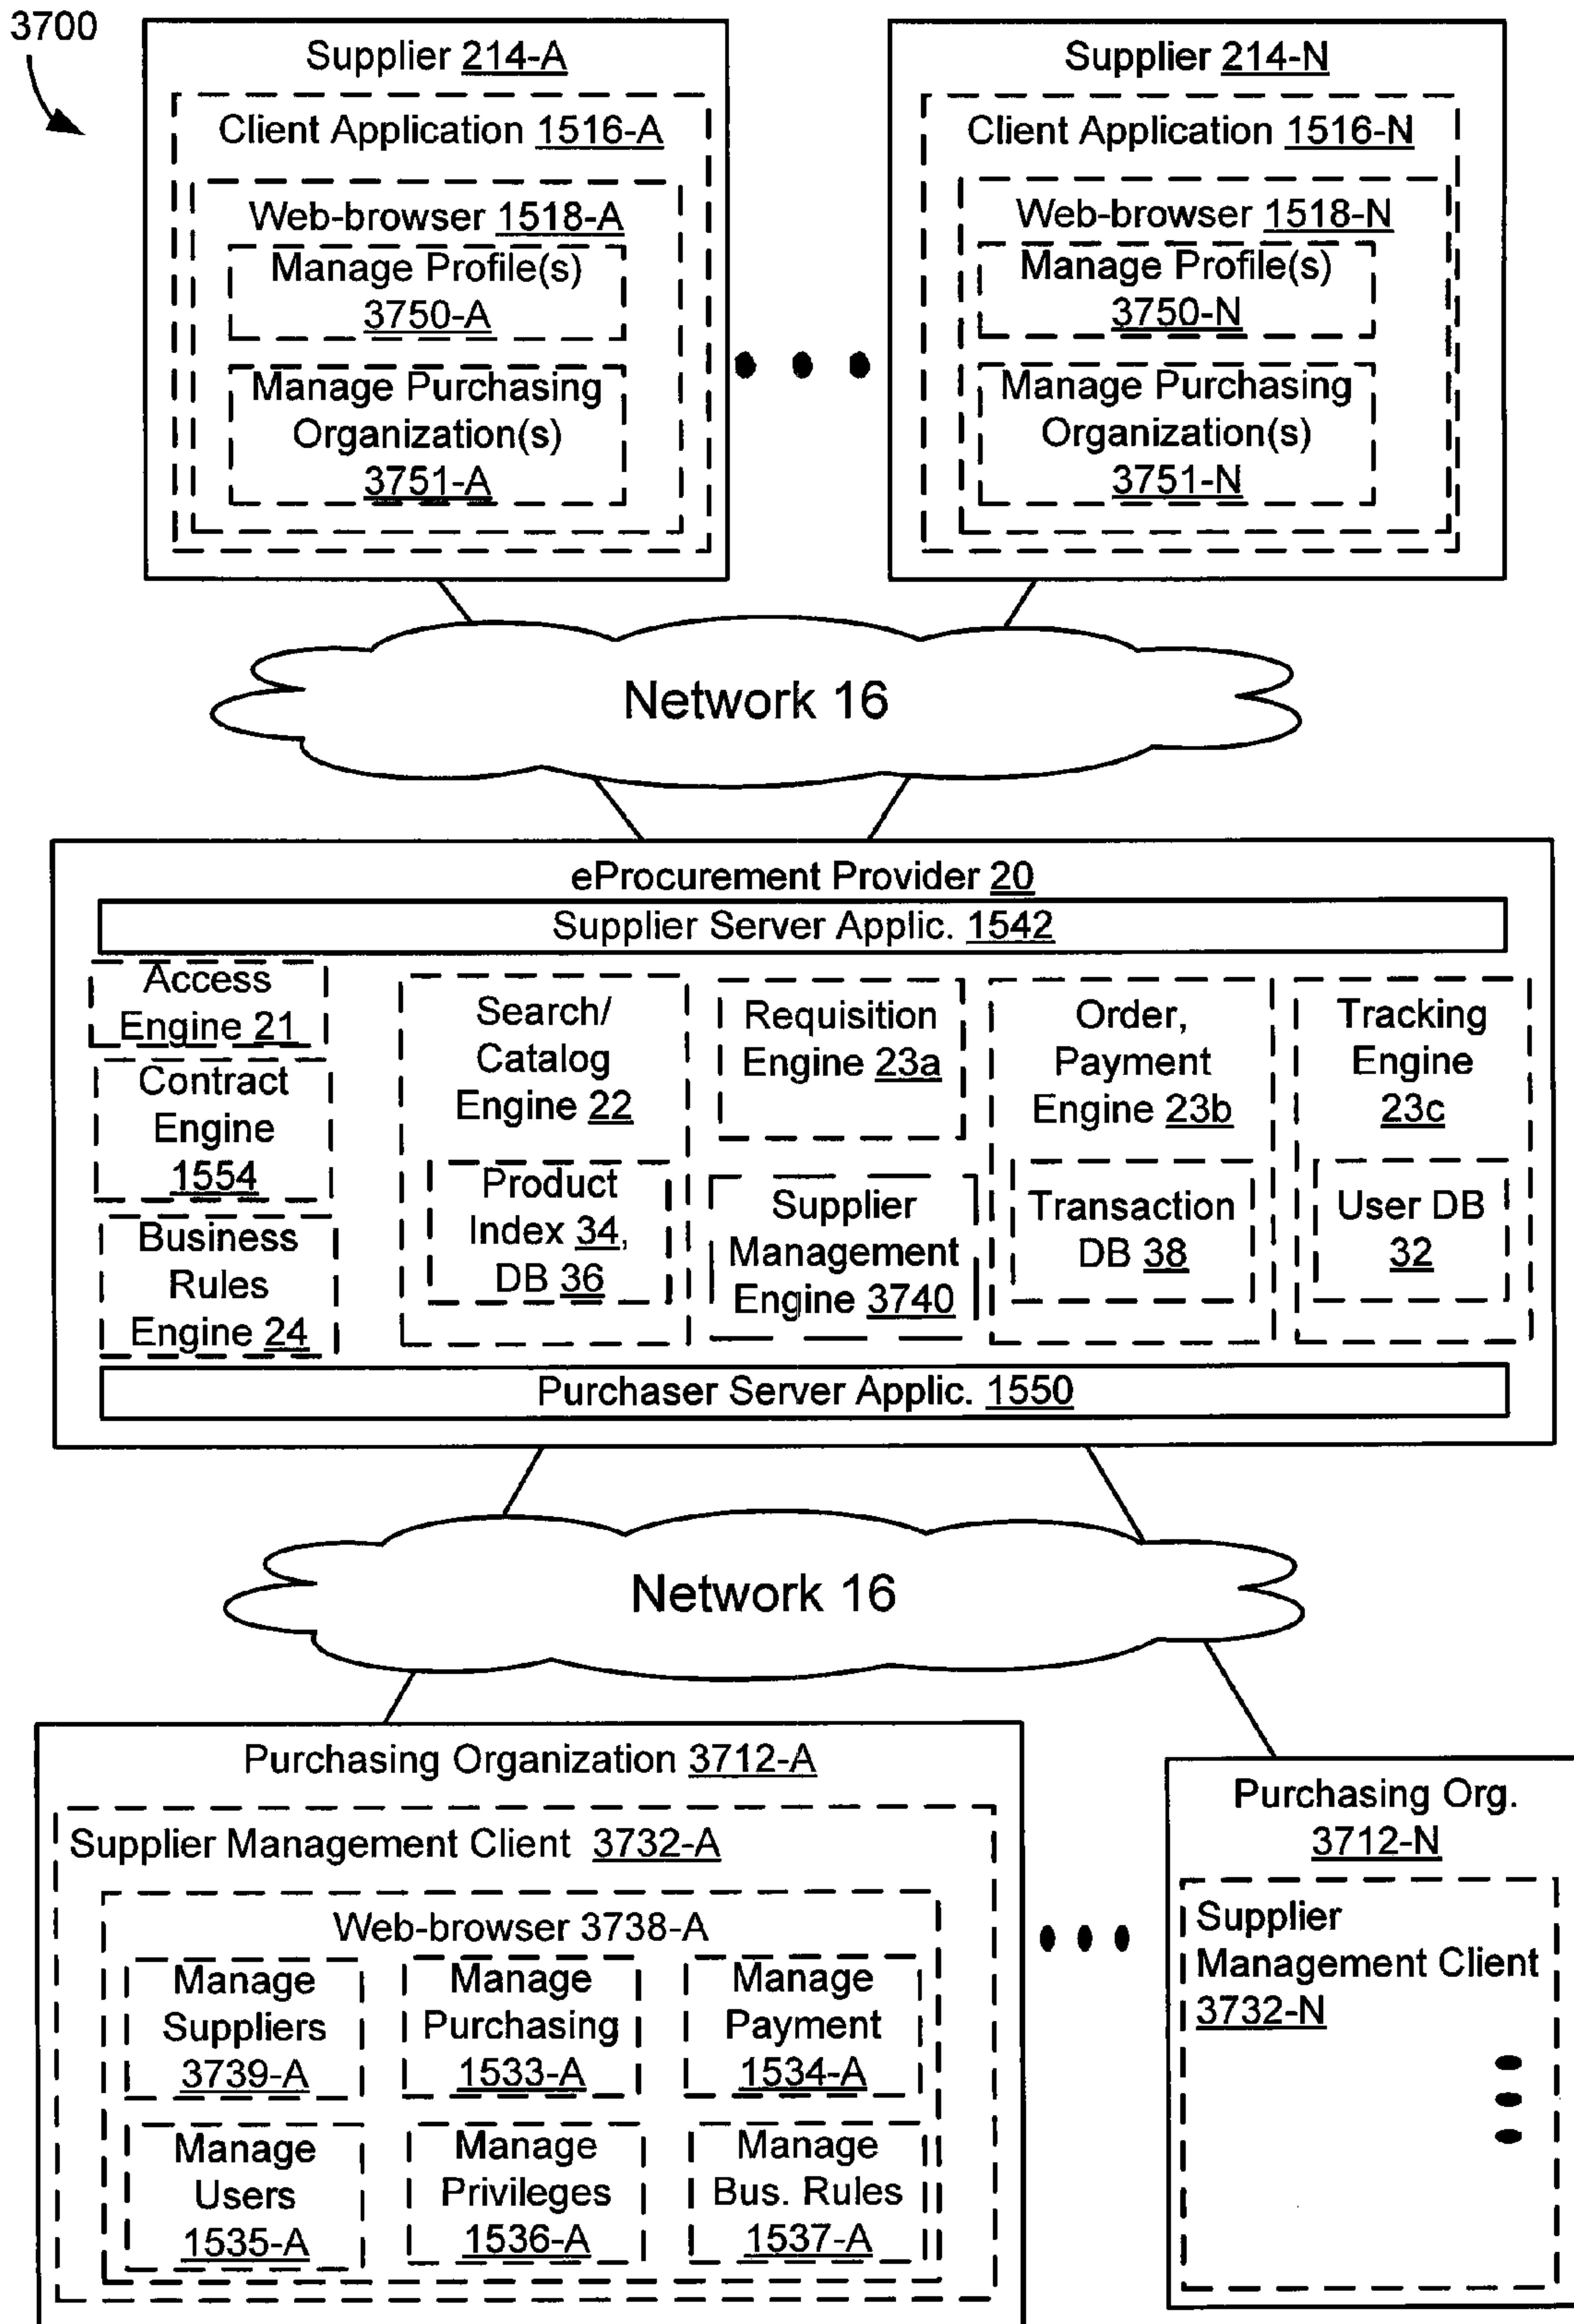 3700
Supplier 214-A
Client Application 1516-A
Web-browser 1518-A
Manage Profile(s)
3750-A
Manage Purchasing
Organization(s)
3751-A
Supplier 214-N
Client Application 1516-N
Web-browser 1518-N
Manage Profile(s)
3750-N
Manage Purchasing
Organization(s)
3751-N
Network 16
eProcurement Provider 20
Supplier Server Applic. 1542
Access
Engine 21
Contract
Engine
1554
Business
Rules
Engine 24
Search/
Catalog
Engine 22
Product
Index 34,
DB 36
Requisition
Engine 23a
Supplier
Management
Engine 3740
Order,
Payment
Engine 23b
Transaction
DB 38
Tracking
Engine
23c
User DB
32
Purchaser Server Applic. 1550
Network 16
Purchasing Organization 3712-A
Supplier Management Client 3732-A
Web-browser 3738-A
Manage
Suppliers
3739-A
Manage
Purchasing
1533-A
Manage
Payment
1534-A
Manage
Users
1535-A
Manage
Privileges
1536-A
Manage
Bus. Rules
1537-A
Purchasing Org.
3712-N
Supplier
Management Client
3732-N